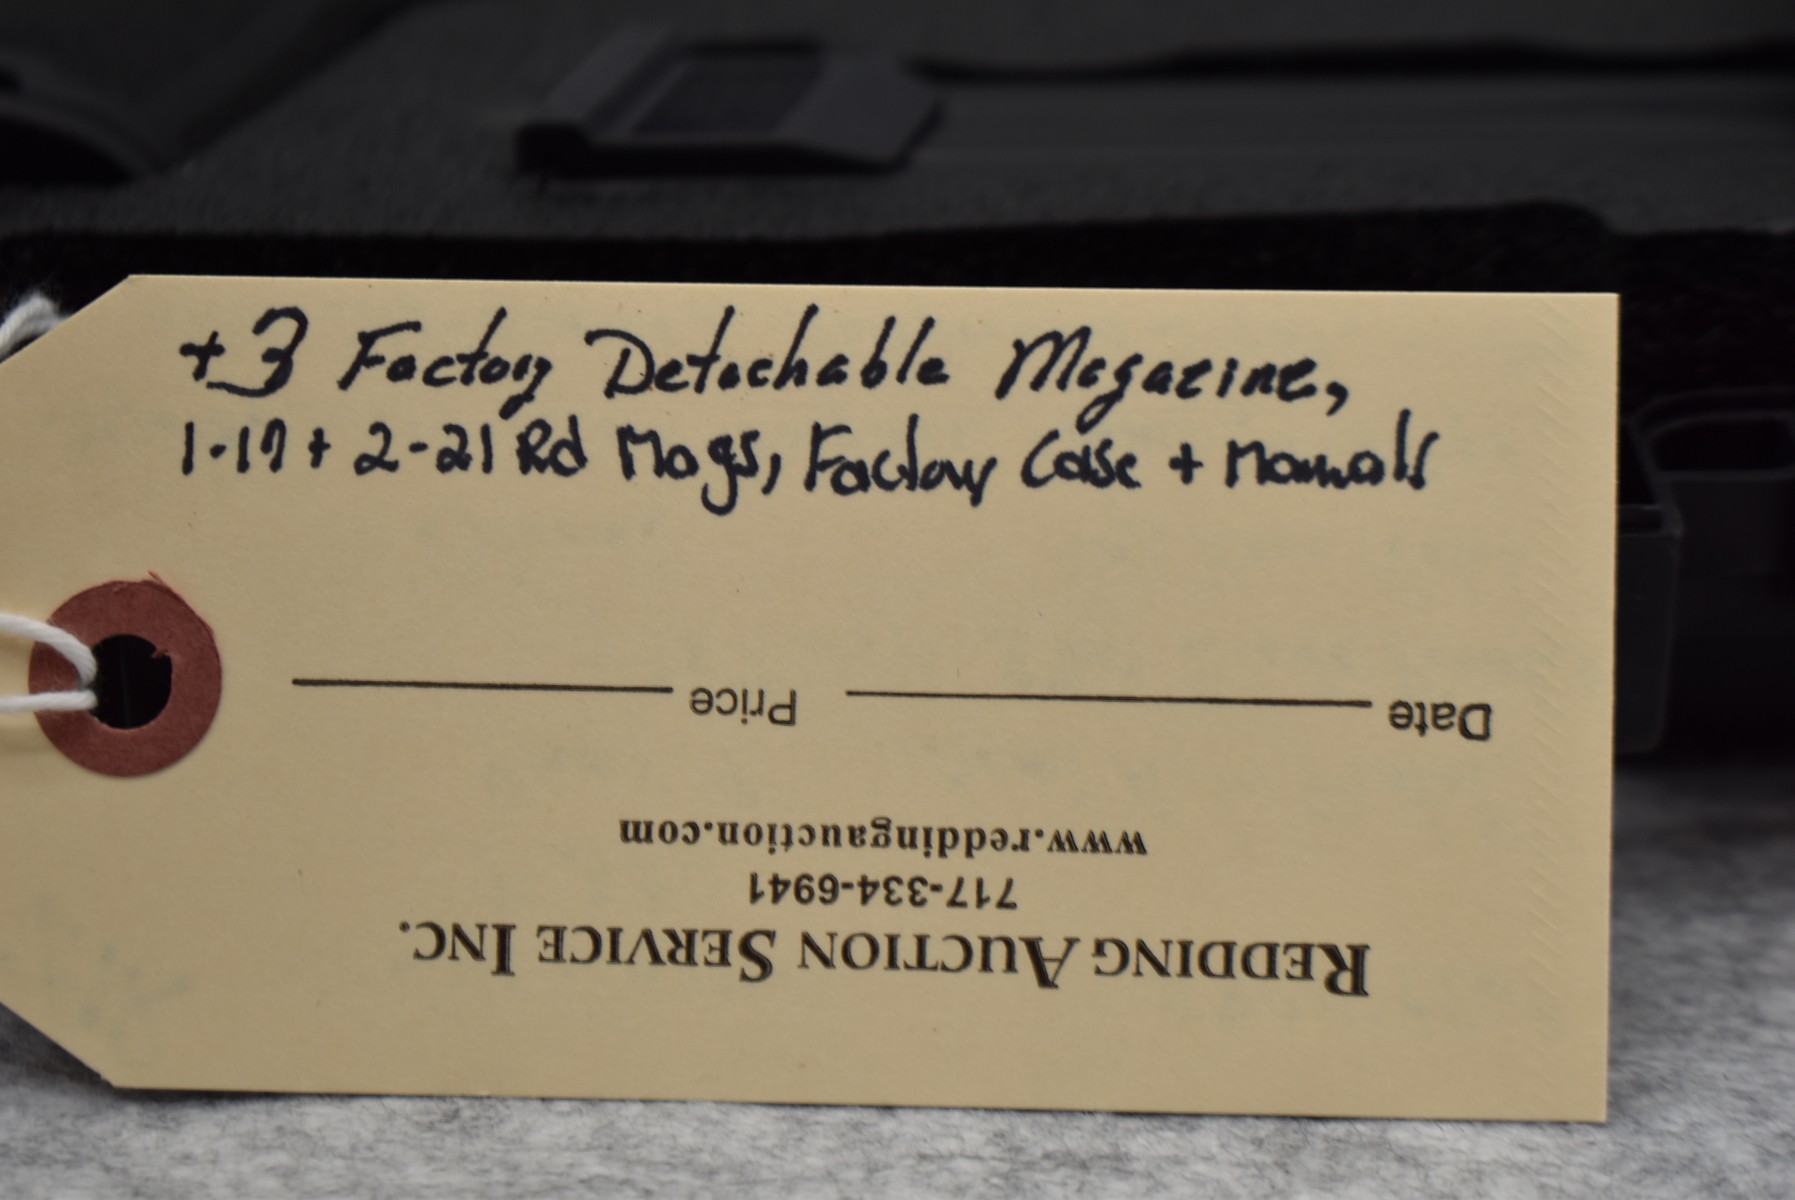 +3 Factory Detachable Magazine,
1-17 + 2-21 Rd Mags, Factory Case + Manuals
Price
Date
www.reddingauction.com
717-334-6941
REDDING AUCTION SERVICE INC.